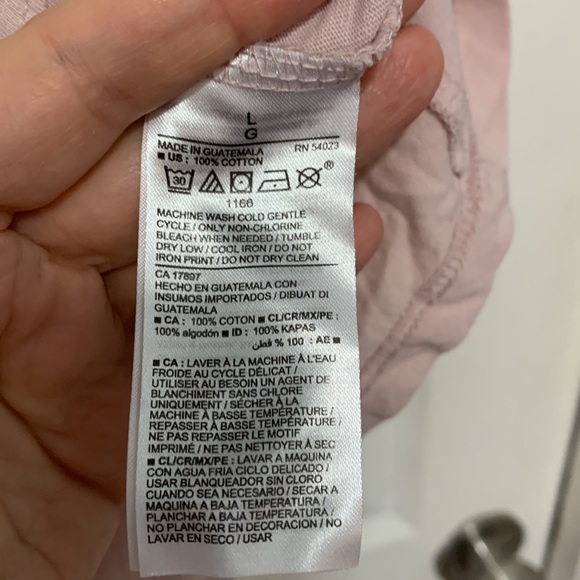 L
G
MADE IN GUATEMALA RN 54023
■ US : 100% COTTON
30 ®
1166
MACHINE WASH COLD GENTLE
CYCLE / ONLY NON-CHLORINE
BLEACH WHEN NEEDED / TUMBLE
DRY LOW / COOL IRON / DO NOT
IRON PRINT / DO NOT DRY CLEAN
CA 17897
HECHO EN GUATEMALA CON
INSUMOS IMPORTADOS / DIBUAT DI
GUATEMALA
■ CA : 100% COTON ■ CL/CR/MX/PE :
100% algodón ■ ID : 100% KAPAS
■ AE : 100 % قطن
■ CA : LAVER À LA MACHINE À L'EAU
FROIDE AU CYCLE DÉLICAT /
UTILISER AU BESOIN UN AGENT DE
BLANCHIMENT SANS CHLORE
UNIQUEMENT / SÉCHER À LA
MACHINE À BASSE TEMPÉRATURE /
REPASSER À BASSE TEMPÉRATURE /
NE PAS REPASSER LE MOTIF
IMPRIMÉ / NE PAS NETTOYER À SEC
■ CL/CR/MX/PE : LAVAR A MAQUINA
CON AGUA FRIA CICLO DELICADO /
USAR BLANQUEADOR SIN CLORO
CUANDO SEA NECESARIO / SECAR A
MAQUINA A BAJA TEMPERATURA /
PLANCHAR A BAJA TEMPERATURA /
NO PLANCHAR EN DECORACION / NO
LAVAR EN SECO / USAR